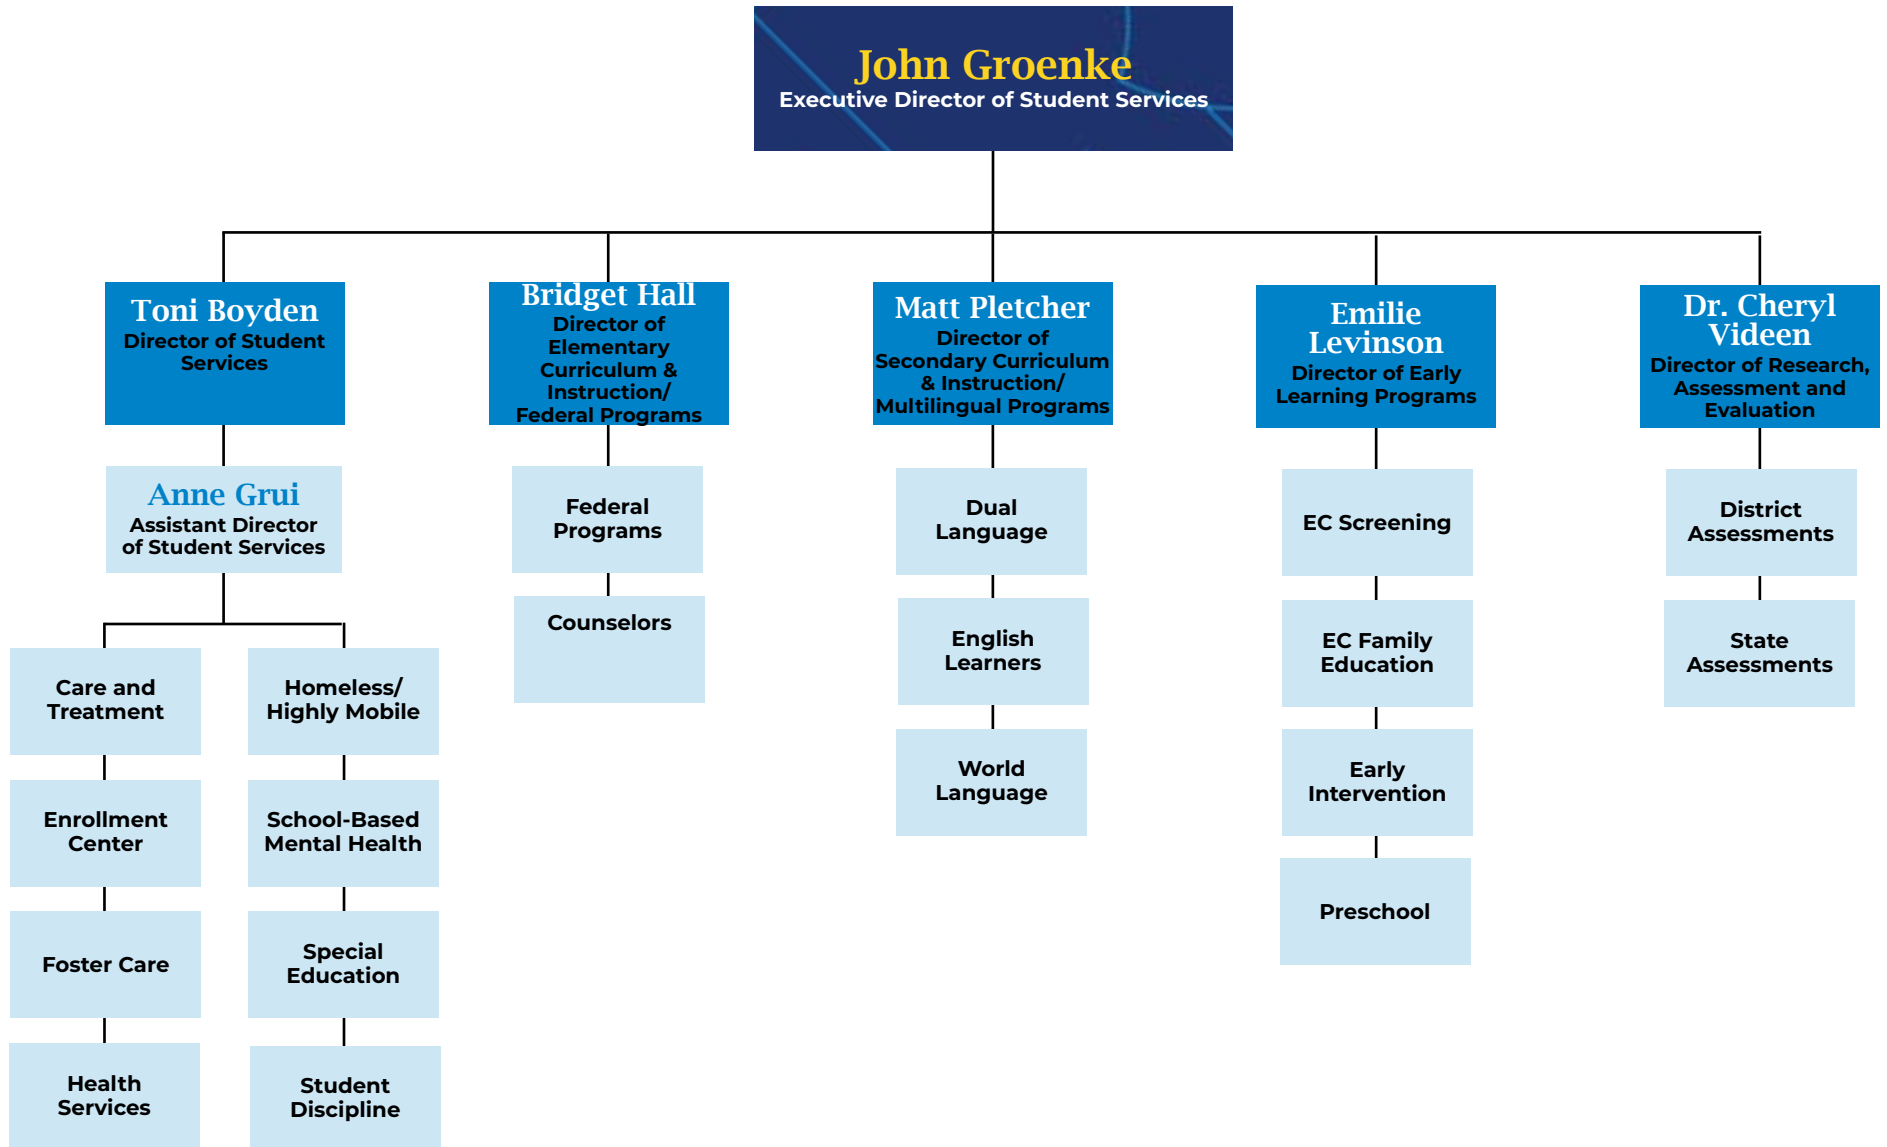 John Groenke
Executive Director of Student Services
Toni Boyden
Director of Student
Services
Anne Grui
Assistant Director
of Student Services
Care and
Treatment
Enrollment
Center
Foster Care
Health
Services
Homeless/
Highly Mobile
School-Based
Mental Health
Special
Education
Student
Discipline
Bridget Hall
Director of
Elementary
Curriculum &
Instruction/
Federal Programs
Federal
Programs
Counselors
Matt Pletcher
Director of
Secondary Curriculum
& Instruction/
Multilingual Programs
Dual
Language
English
Learners
World
Language
Emilie
Levinson
Director of Early
Learning Programs
EC Screening
EC Family
Education
Early
Intervention
Preschool
Dr. Cheryl
Videen
Director of Research,
Assessment and
Evaluation
District
Assessments
State
Assessments